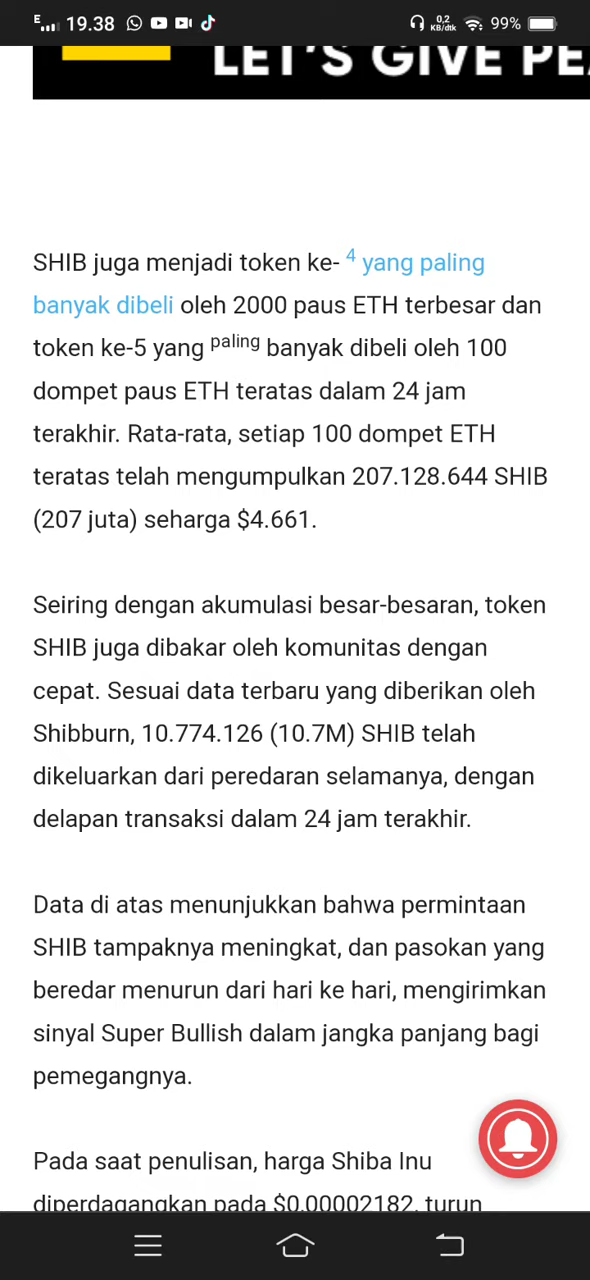 19.38
0,2
KB/dtk
99%
LET'S GIVE
SHIB juga menjadi token ke- 4 yang paling
banyak dibeli oleh 2000 paus ETH terbesar dan
token ke-5 yang paling banyak dibeli oleh 100
dompet paus ETH teratas dalam 24 jam
terakhir. Rata-rata, setiap 100 dompet ETH
teratas telah mengumpulkan 207.128.644 SHIB
(207 juta) seharga $4.661.
Seiring dengan akumulasi besar-besaran, token
SHIB juga dibakar oleh komunitas dengan
cepat. Sesuai data terbaru yang diberikan oleh
Shibburn, 10.774.126 (10.7M) SHIB telah
dikeluarkan dari peredaran selamanya, dengan
delapan transaksi dalam 24 jam terakhir.
Data di atas menunjukkan bahwa permintaan
SHIB tampaknya meningkat, dan pasokan yang
beredar menurun dari hari ke hari, mengirimkan
sinyal Super Bullish dalam jangka panjang bagi
pemegangnya.
Pada saat penulisan, harga Shiba Inu
diperdagangkan pada $0.00002182, turun